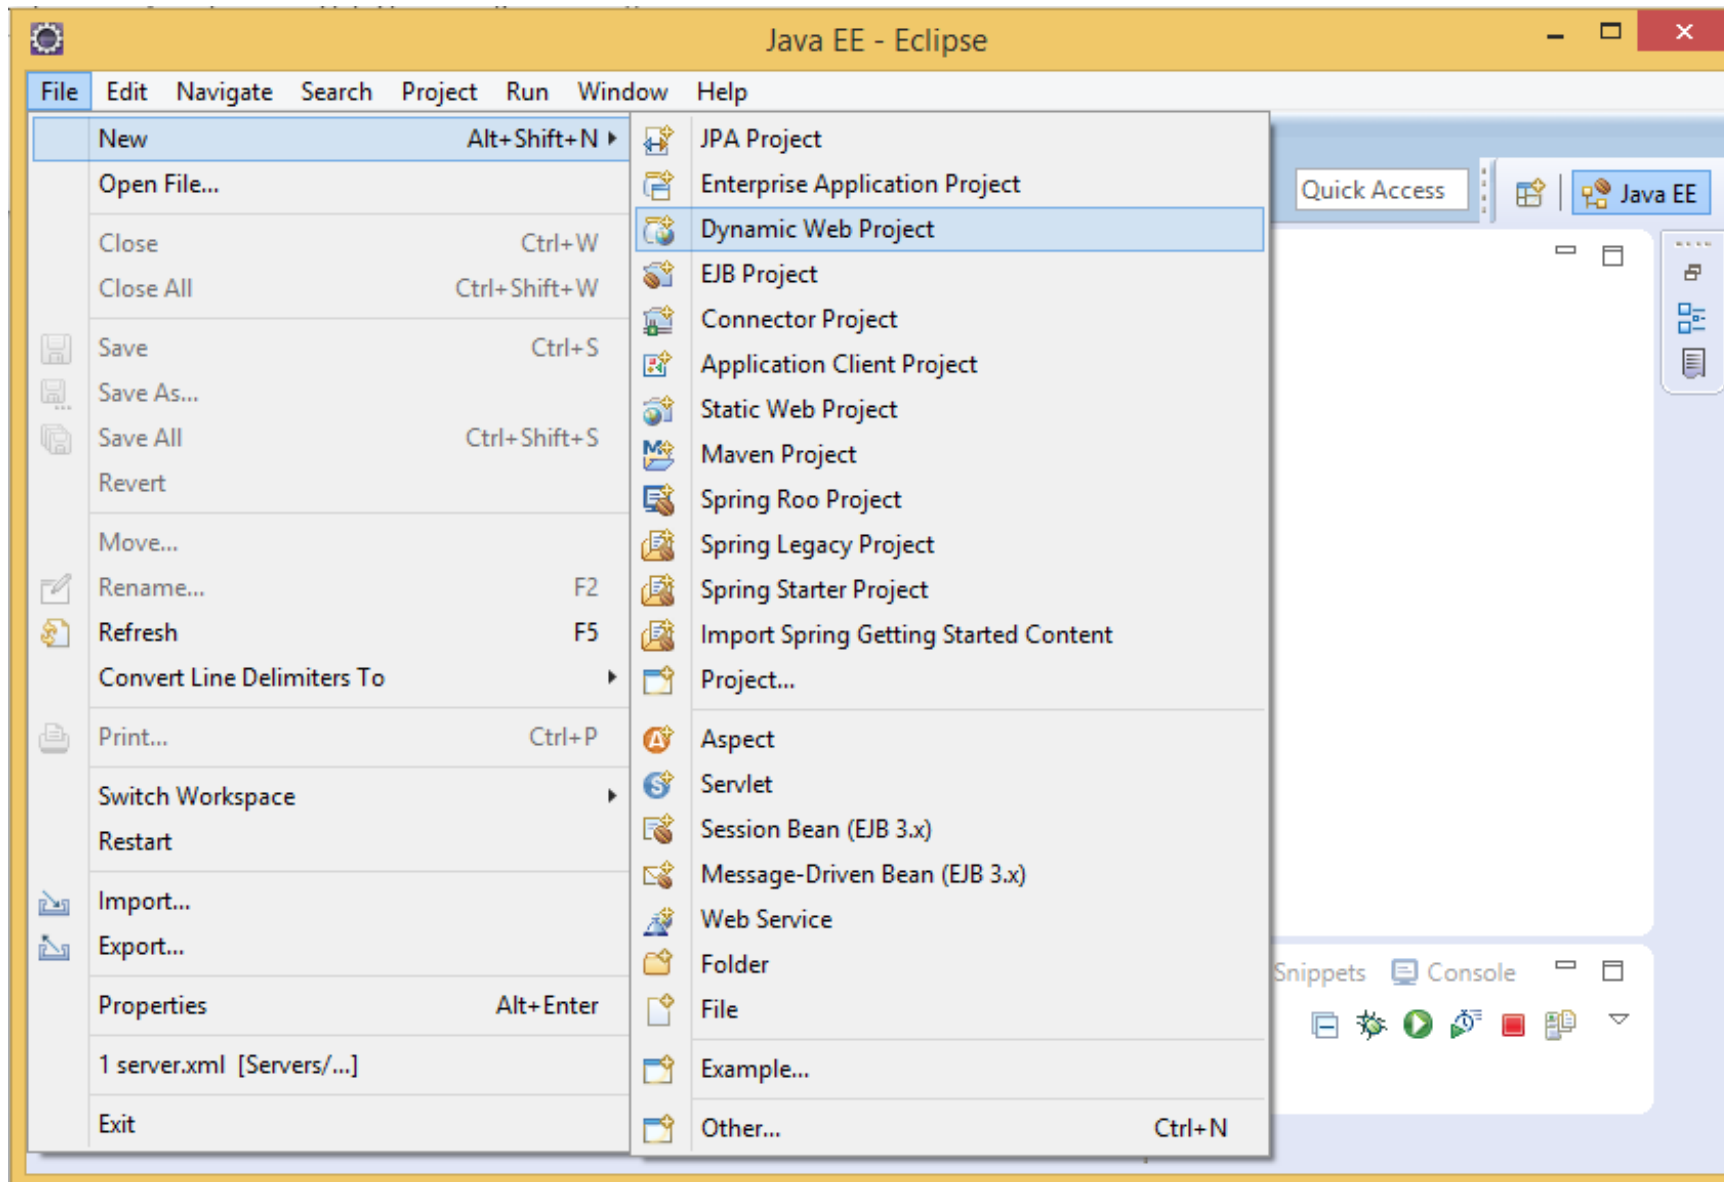 Java EE - Eclipse
File Edit Navigate Search Project Run Window Help
New Alt+Shift+N
Open File...
Close Ctrl+W
Close All Ctrl+Shift+W
Save Ctrl+S
Save As...
Save All Ctrl+Shift+S
Revert
Move...
Rename... F2
Refresh F5
Convert Line Delimiters To
Print... Ctrl+P
Switch Workspace
Restart
Import...
Export...
Properties Alt+Enter
1 server.xml [Servers/...]
Exit
JPA Project
Enterprise Application Project
Dynamic Web Project
EJB Project
Connector Project
Application Client Project
Static Web Project
Maven Project
Spring Roo Project
Spring Legacy Project
Spring Starter Project
Import Spring Getting Started Content
Project...
Aspect
Servlet
Session Bean (EJB 3.x)
Message-Driven Bean (EJB 3.x)
Web Service
Folder
File
Example...
Other... Ctrl+N
Quick Access Java EE
Snippets Console